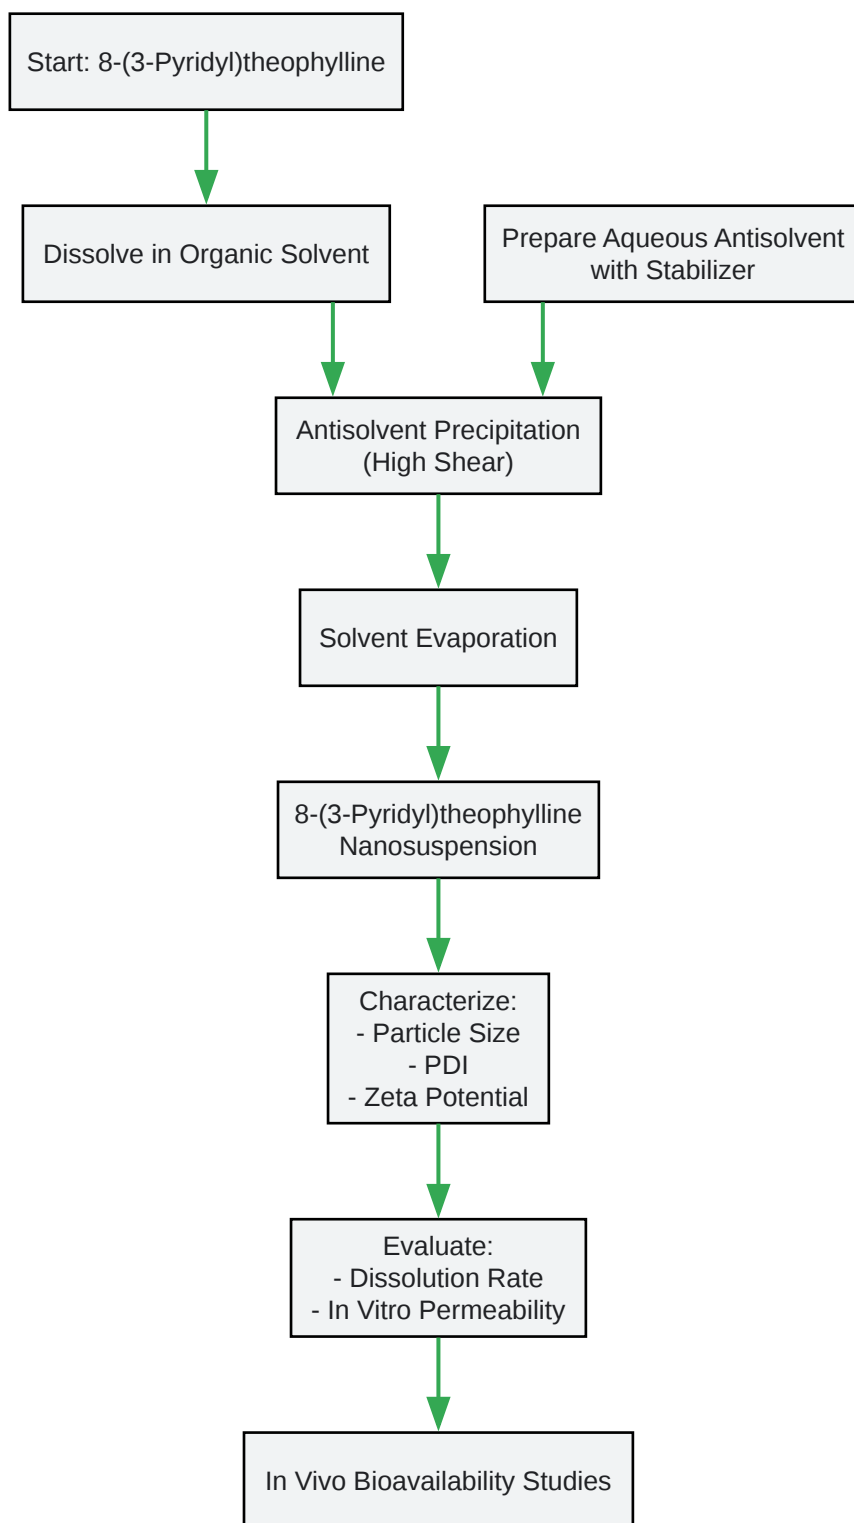 Start: 8-(3-Pyridyl)theophylline
Dissolve in Organic Solvent
Prepare Aqueous Antisolvent
with Stabilizer
Antisolvent Precipitation
(High Shear)
Solvent Evaporation
8-(3-Pyridyl)theophylline
Nanosuspension
Characterize:
- Particle Size
- PDI
- Zeta Potential
Evaluate:
- Dissolution Rate
- In Vitro Permeability
In Vivo Bioavailability Studies